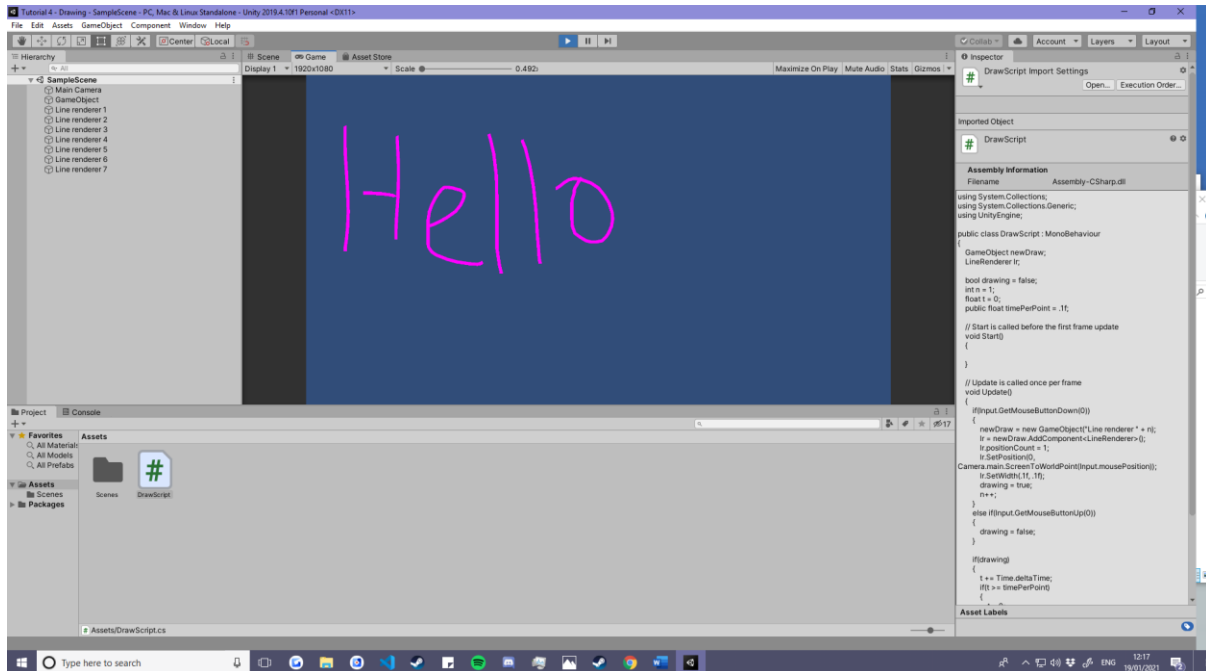 Tutorial 4 - Drawing - SampleScene - PC, Mac & Linux Standalone - Unity 2019.4.10f1 Personal <DX11>
File Edit Assets GameObject Component Window Help
Center Local
Collab Account Layers Layout
Hierarchy
All
SampleScene
Main Camera
GameObject
Line renderer 1
Line renderer 2
Line renderer 3
Line renderer 4
Line renderer 5
Line renderer 6
Line renderer 7
Scene Game Asset Store
Display 1 1920x1080 Scale 0.492x Maximize On Play Mute Audio Stats Gizmos
Hello
Inspector
DrawScript Import Settings
Open... Execution Order...
Imported Object
DrawScript
Assembly Information
Filename Assembly-CSharp.dll
using System.Collections;
using System.Collections.Generic;
using UnityEngine;
public class DrawScript : MonoBehaviour
{
GameObject newDraw;
LineRenderer lr;
bool drawing = false;
int n = 1;
float t = 0;
public float timePerPoint = .1f;
// Start is called before the first frame update
void Start()
{
}
// Update is called once per frame
void Update()
{
if(Input.GetMouseButtonDown(0))
{
newDraw = new GameObject("Line renderer " + n);
lr = newDraw.AddComponent<LineRenderer>();
lr.positionCount = 1;
lr.SetPosition(0,
Camera.main.ScreenToWorldPoint(Input.mousePosition));
lr.SetWidth(.1f, .1f);
drawing = true;
n++;
}
else if(Input.GetMouseButtonUp(0))
{
drawing = false;
}
if(drawing)
{
t += Time.deltaTime;
if(t >= timePerPoint)
{
Asset Labels
Project Console
17
Favorites
All Materials
All Models
All Prefabs
Assets
Scenes
Packages
Assets
Scenes DrawScript
Assets/DrawScript.cs
Type here to search
ENG
12:17
19/01/2021